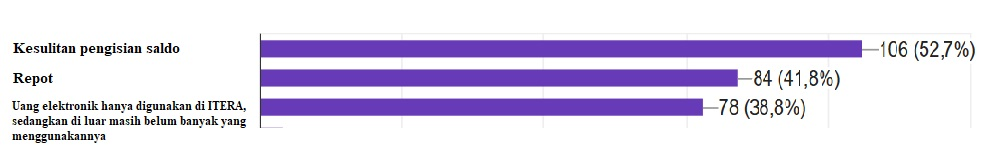 Kesulitan pengisian saldo
106 (52,7%)
Repot
84 (41,8%)
Uang elektronik hanya digunakan di ITERA,
sedangkan di luar masih belum banyak yang
menggunakannya
78 (38,8%)